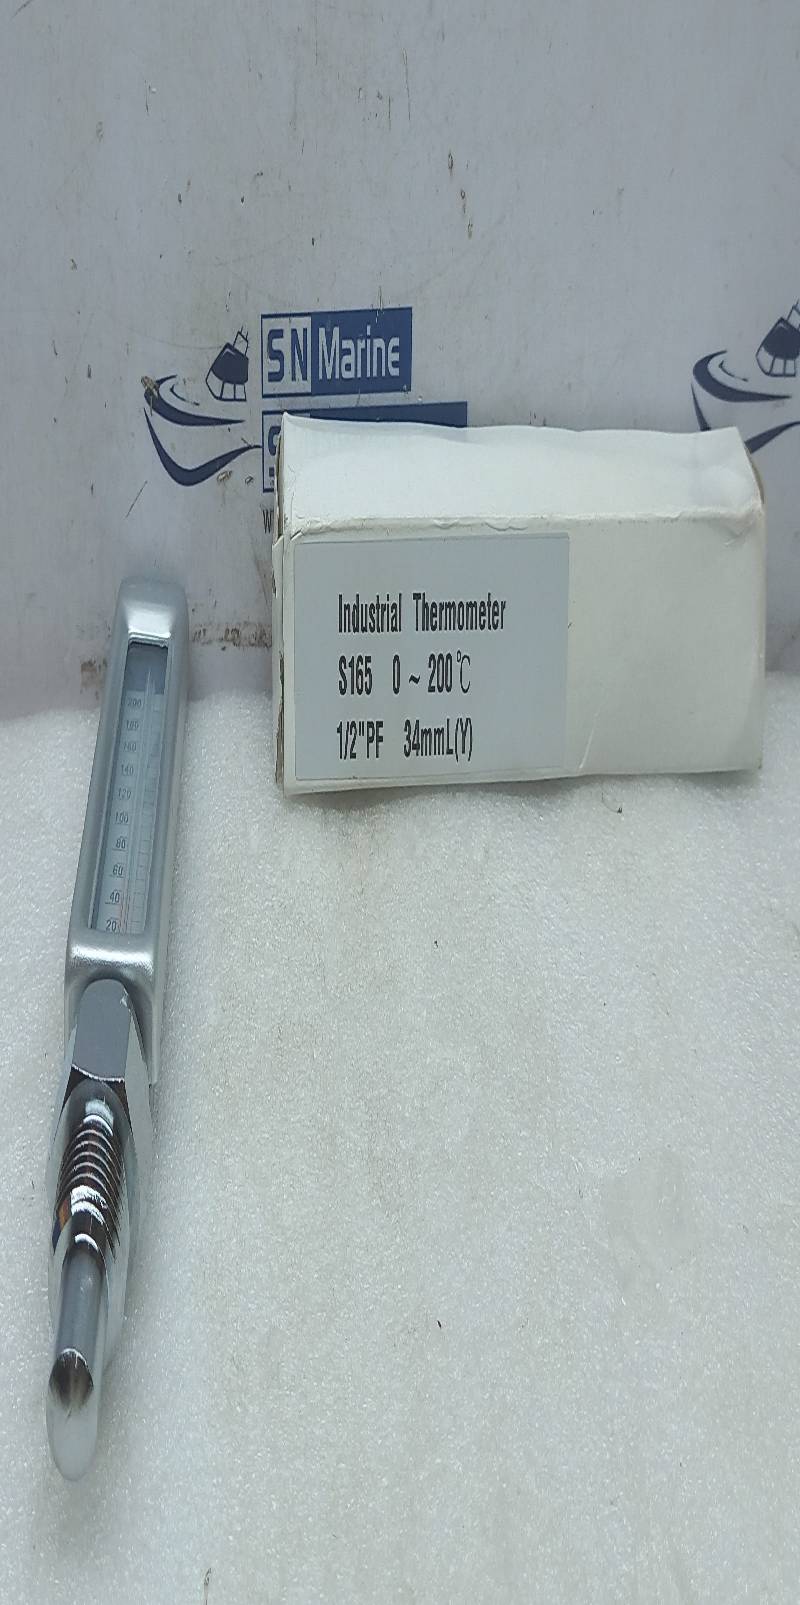 SN Marine
Industrial Thermometer
S165 0 ~ 200℃
1/2"PF 34mmL(Y)
200
180
160
140
120
100
80
60
40
20